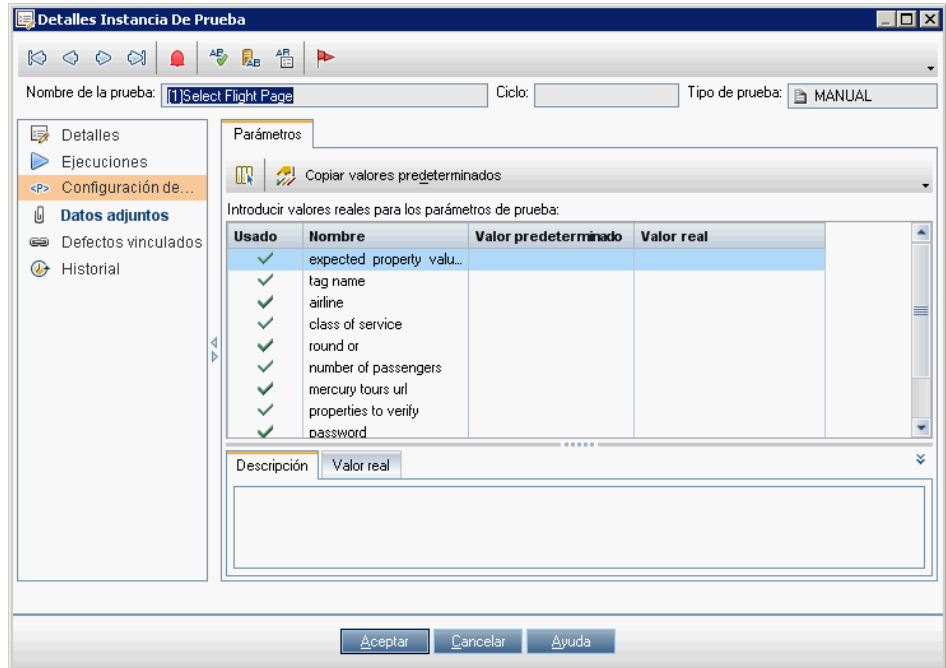 Detalles Instancia De Prueba
Nombre de la prueba: [1]Select Flight Page Ciclo: Tipo de prueba: MANUAL
Detalles
Ejecuciones
<P> Configuración de...
Datos adjuntos
Defectos vinculados
Historial
Parámetros
Copiar valores predeterminados
Introducir valores reales para los parámetros de prueba:
Usado Nombre Valor predeterminado Valor real
expected property valu...
tag name
airline
class of service
round or
number of passengers
mercury tours url
properties to verify
password
Descripción Valor real
Aceptar Cancelar Ayuda